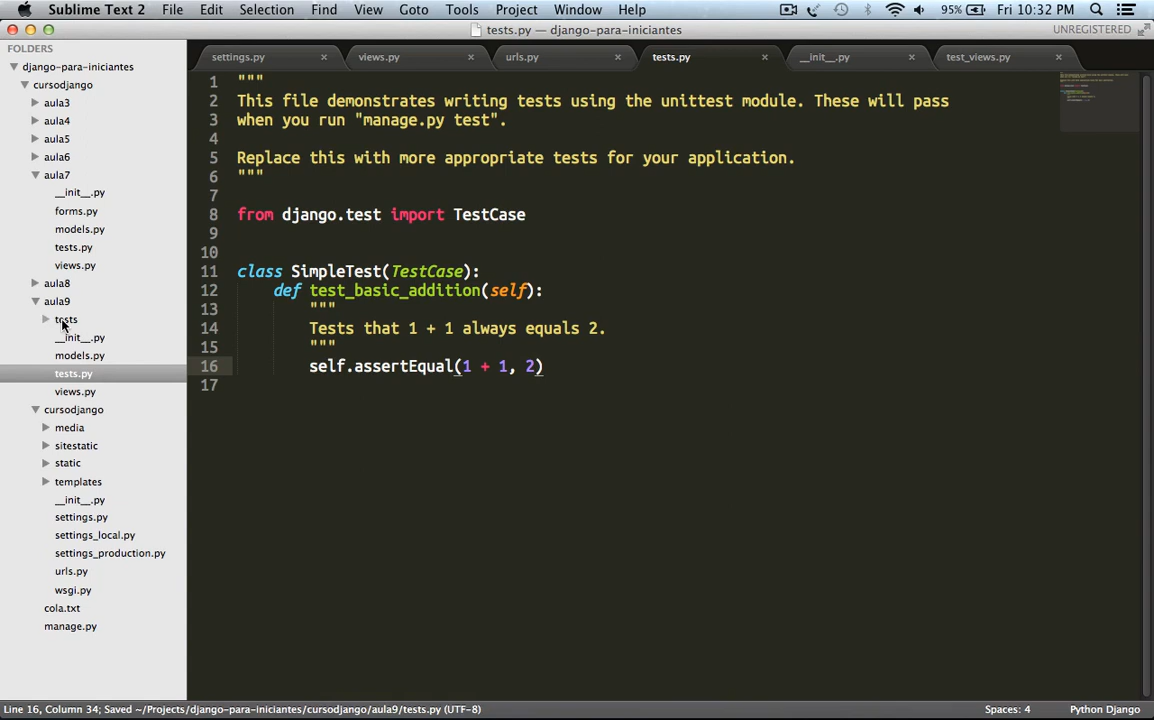 Sublime Text 2 File Edit Selection Find View Goto Tools Project Window Help 95% Fri 10:32 PM
tests.py — django-para-iniciantes UNREGISTERED
FOLDERS
django-para-iniciantes
cursodjango
aula3
aula4
aula5
aula6
aula7
__init__.py
forms.py
models.py
tests.py
views.py
aula8
aula9
tests
__init__.py
models.py
tests.py
views.py
cursodjango
media
sitestatic
static
templates
__init__.py
settings.py
settings_local.py
settings_production.py
urls.py
wsgi.py
cola.txt
manage.py
settings.py views.py urls.py tests.py __init__.py test_views.py
1 """
2 This file demonstrates writing tests using the unittest module. These will pass
3 when you run "manage.py test".
4
5 Replace this with more appropriate tests for your application.
6 """
7
8 from django.test import TestCase
9
10
11 class SimpleTest(TestCase):
12 def test_basic_addition(self):
13 """
14 Tests that 1 + 1 always equals 2.
15 """
16 self.assertEqual(1 + 1, 2)
17
Line 16, Column 34; Saved ~/Projects/django-para-iniciantes/cursodjango/aula9/tests.py (UTF-8) Spaces: 4 Python Django